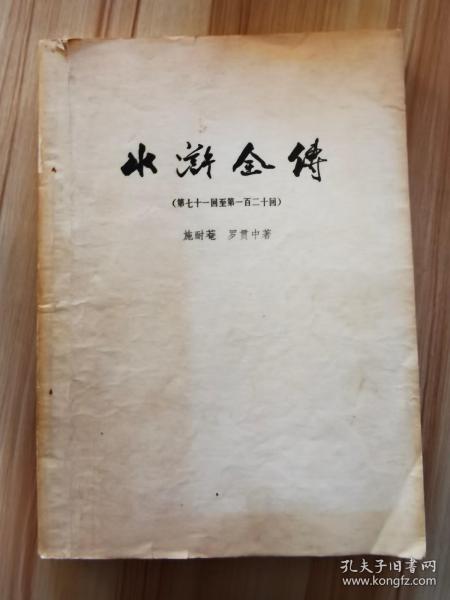 水滸全傳
（第七十一回至第一百二十回）
施耐菴 罗贯中著
孔夫子旧书网
www.kongfz.com